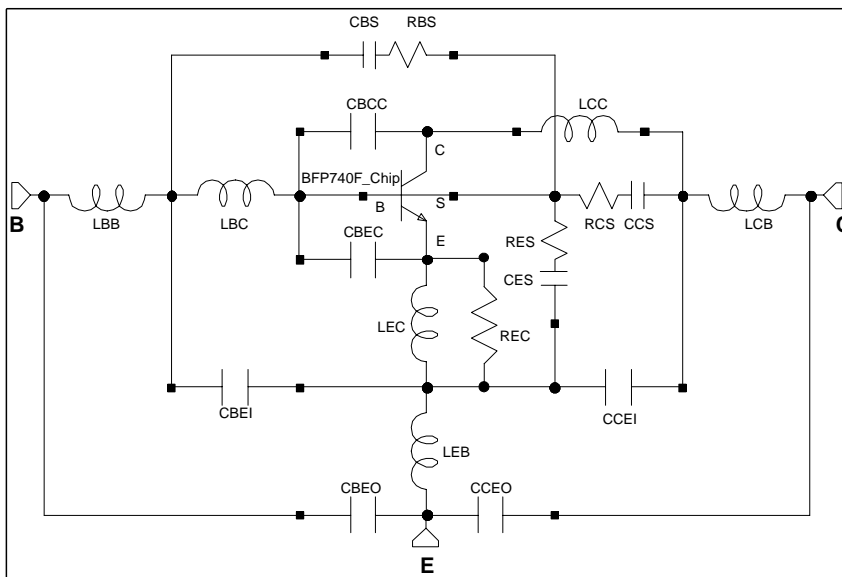 CBS RBS
CBCC
LCC
C
BFP740F_Chip
B
S
B
LBB
LBC
RCS CCS
LCB
C
CBEC
E
RES
CES
LEC
REC
CBEI
CCEI
LEB
CBEO
CCEO
E